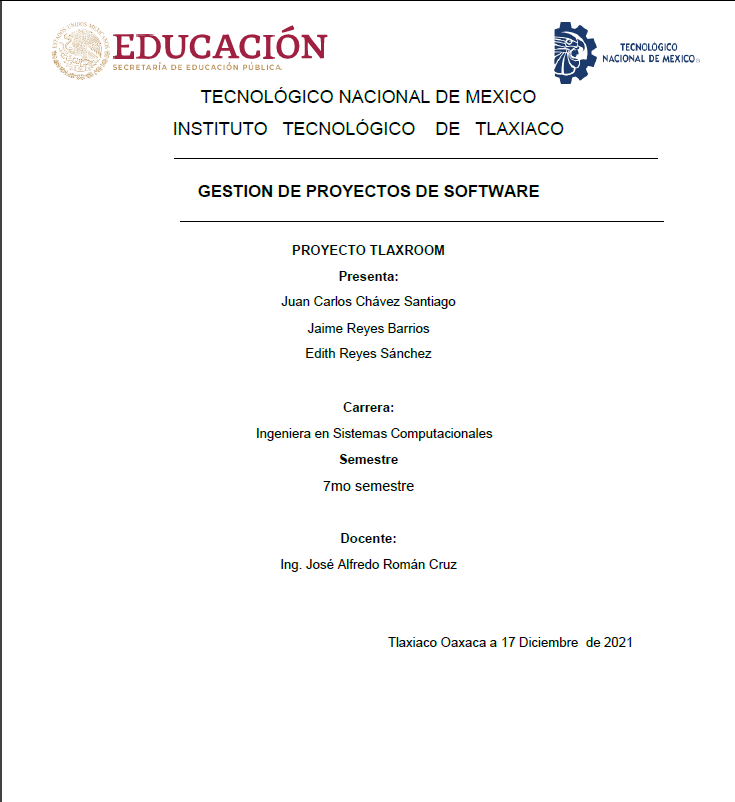 EDUCACIÓN
SECRETARÍA DE EDUCACIÓN PÚBLICA
TECNOLÓGICO
NACIONAL DE MÉXICO
TECNOLÓGICO NACIONAL DE MEXICO
INSTITUTO TECNOLÓGICO DE TLAXIACO
GESTION DE PROYECTOS DE SOFTWARE
PROYECTO TLAXROOM
Presenta:
Juan Carlos Chávez Santiago
Jaime Reyes Barrios
Edith Reyes Sánchez
Carrera:
Ingeniera en Sistemas Computacionales
Semestre
7mo semestre
Docente:
Ing. José Alfredo Román Cruz
Tlaxiaco Oaxaca a 17 Diciembre de 2021